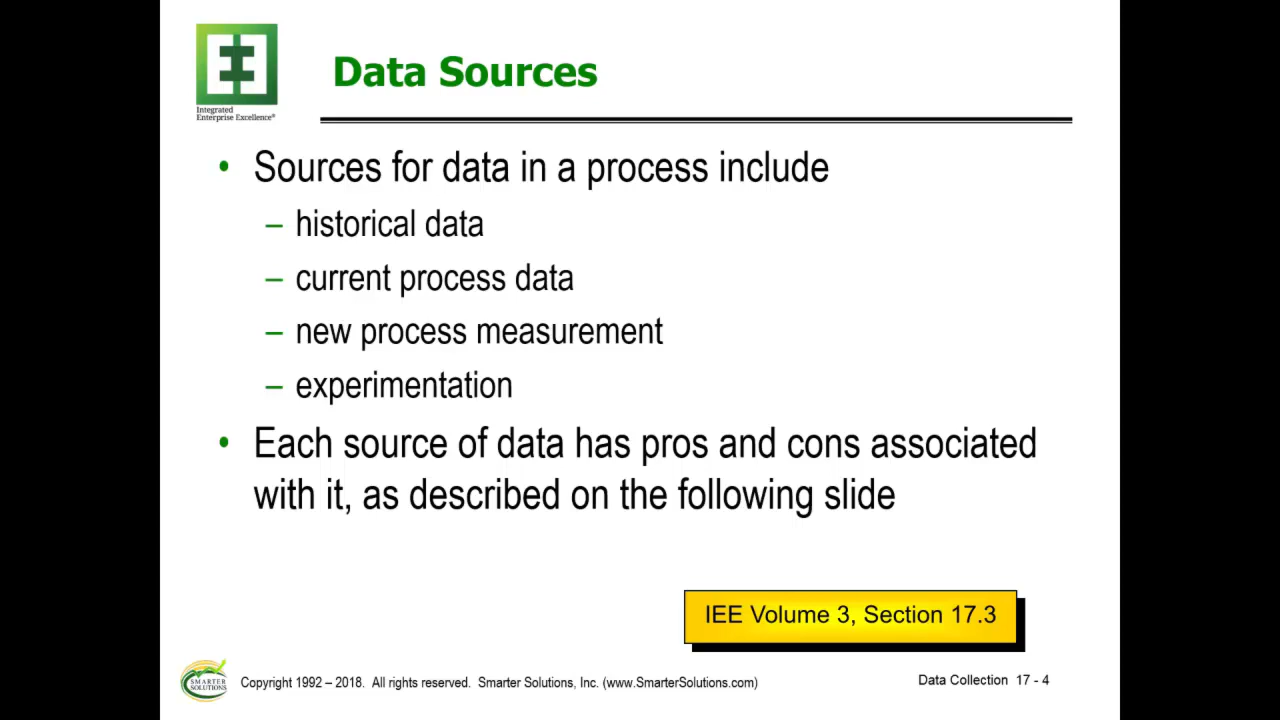 Integrated
Enterprise Excellence®
Data Sources
• Sources for data in a process include
– historical data
– current process data
– new process measurement
– experimentation
• Each source of data has pros and cons associated
with it, as described on the following slide
IEE Volume 3, Section 17.3
SMARTER
SOLUTIONS
Copyright 1992 – 2018. All rights reserved. Smarter Solutions, Inc. (www.SmarterSolutions.com)
Data Collection 17 - 4